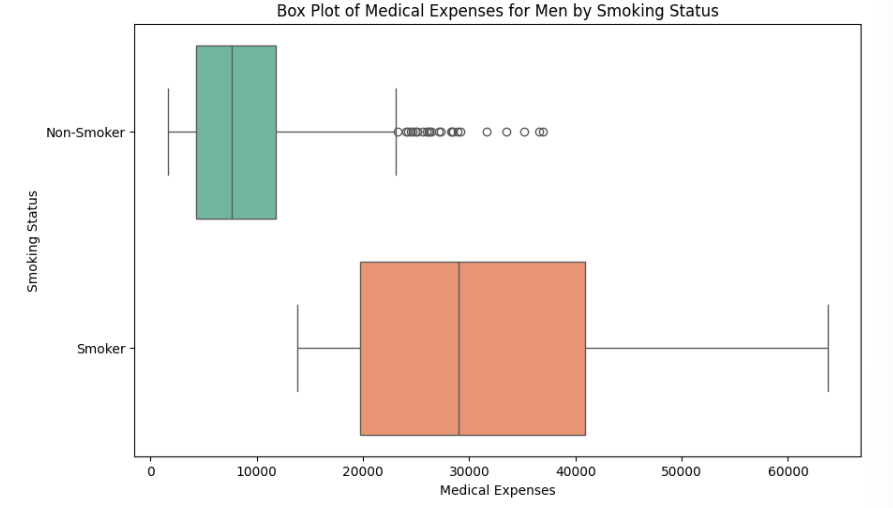 Box Plot of Medical Expenses for Men by Smoking Status
Smoking Status
Non-Smoker
Smoker
0 10000 20000 30000 40000 50000 60000
Medical Expenses